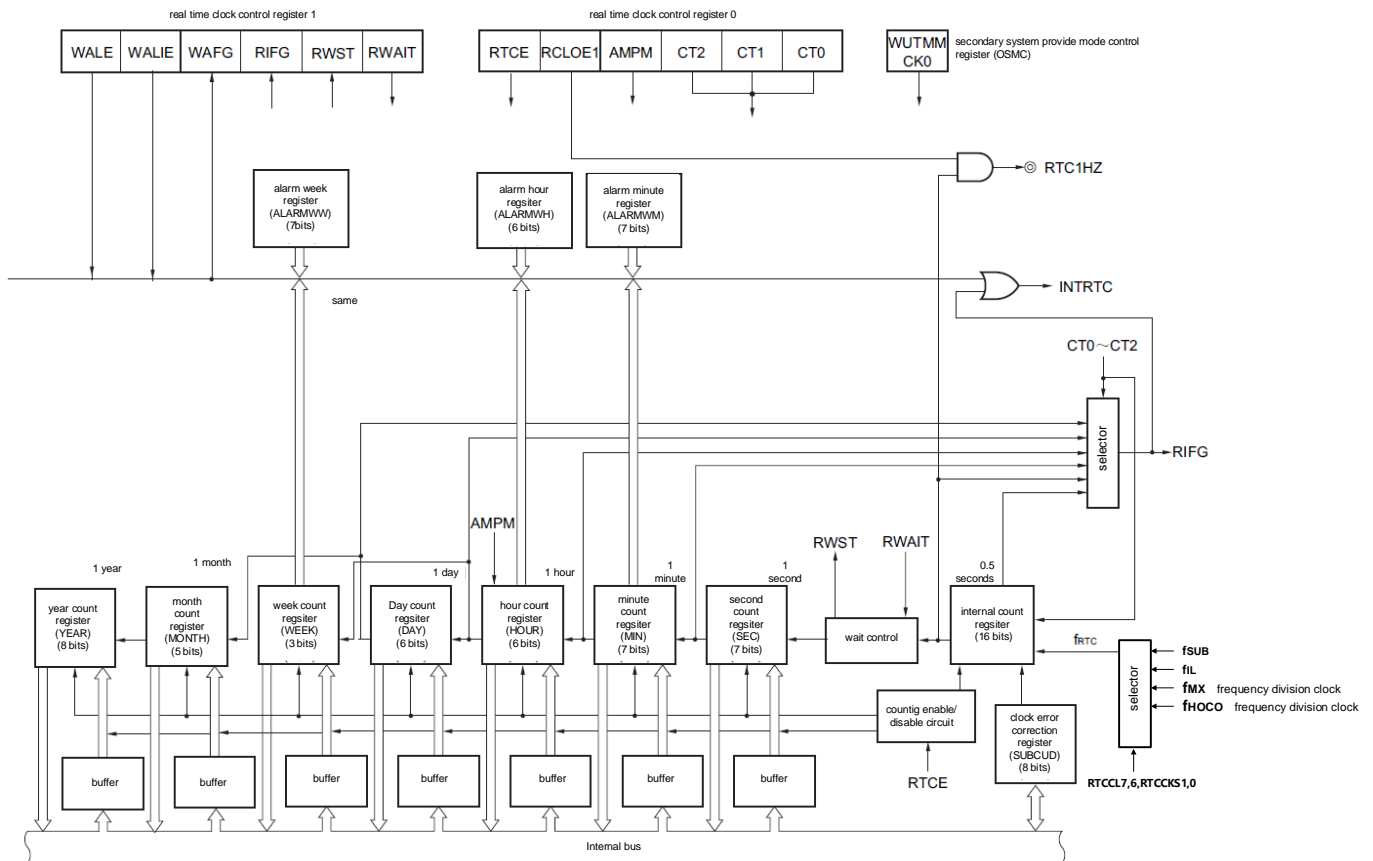 real time clock control register 1
real time clock control register 0
WALE WALIE WAFG RIFG RWST RWAIT
RTCE RCLOE1 AMPM CT2 CT1 CT0
WUTMM
CK0
secondary system provide mode control
register (OSMC)
RTC1HZ
alarm week
register
(ALARMWW)
(7bits)
alarm hour
regsiter
(ALARMWH)
(6 bits)
alarm minute
register
(ALARMWM)
(7 bits)
same
INTRTC
CT0～CT2
selector
RIFG
AMPM
RWST
RWAIT
1 year
1 month
1 day
1 hour
1
minute
1
second
0.5
seconds
year count
register
(YEAR)
(8 bits)
month
count
register
(MONTH)
(5 bits)
week count
regsiter
(WEEK)
(3 bits)
Day count
regsiter
(DAY)
(6 bits)
hour count
register
(HOUR)
(6 bits)
minute
count
regsiter
(MIN)
(7 bits)
second
count
regsiter
(SEC)
(7 bits)
wait control
internal count
regsiter
(16 bits)
fRTC
fSUB
fIL
fMX frequency division clock
fHOCO frequency division clock
selector
RTCCL7,6,RTCCKS1,0
countig enable/
disable circuit
RTCE
clock error
correction
register
(SUBCUD)
(8 bits)
buffer
buffer
buffer
buffer
buffer
buffer
buffer
Internal bus